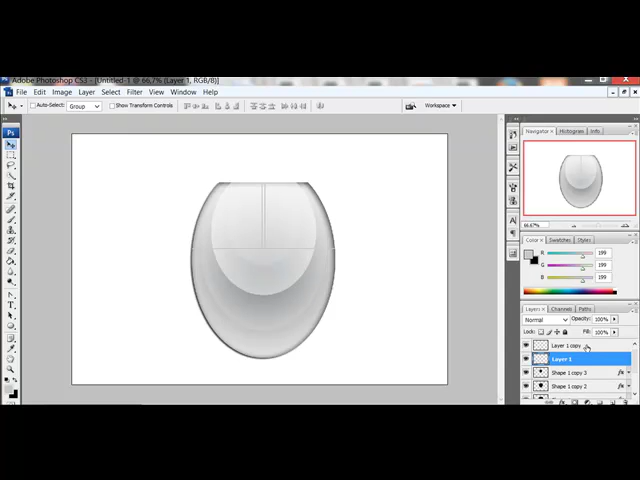 Adobe Photoshop CS3 - [Untitled-1 @ 66,7% (Layer 1, RGB/8)]
File Edit Image Layer Select Filter View Window Help
Auto-Select: Group Show Transform Controls Workspace
Ps
Navigator Histogram Info
66.67%
Color Swatches Styles
R 199
G 199
B 199
Layers Channels Paths
Normal Opacity: 100%
Lock: Fill: 100%
Layer 1 copy
Layer 1
Shape 1 copy 3 fx
Shape 1 copy 2 fx